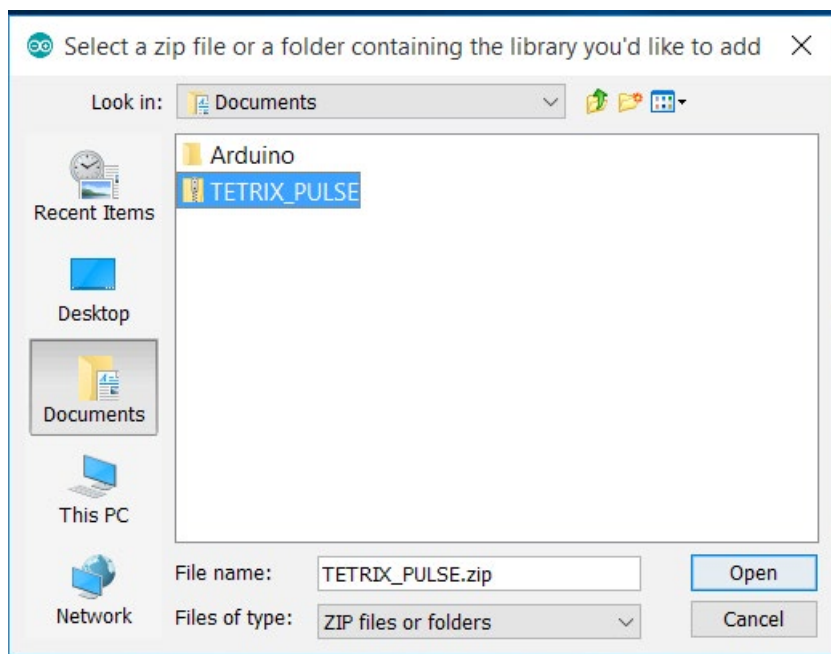 Select a zip file or a folder containing the library you'd like to add
Look in: Documents
Arduino
TETRIX_PULSE
Recent Items
Desktop
Documents
This PC
Network
File name: TETRIX_PULSE.zip Open
Files of type: ZIP files or folders Cancel